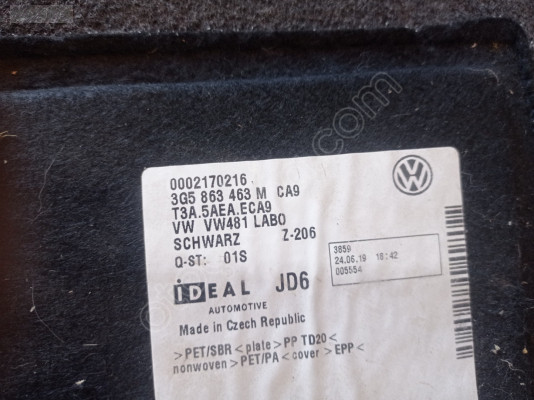 0002170216
3G5 863 463 M CA9
T3A.5AEA.ECA9
VW VW481 LABO
SCHWARZ Z-206
Q-ST: 01S
3859
24.06.19 18:42
005554
IDEAL JD6
AUTOMOTIVE
Made in Czech Republic
>PET/SBR<plate>PP TD20<
nonwoven>PET/PA<cover>EPP<